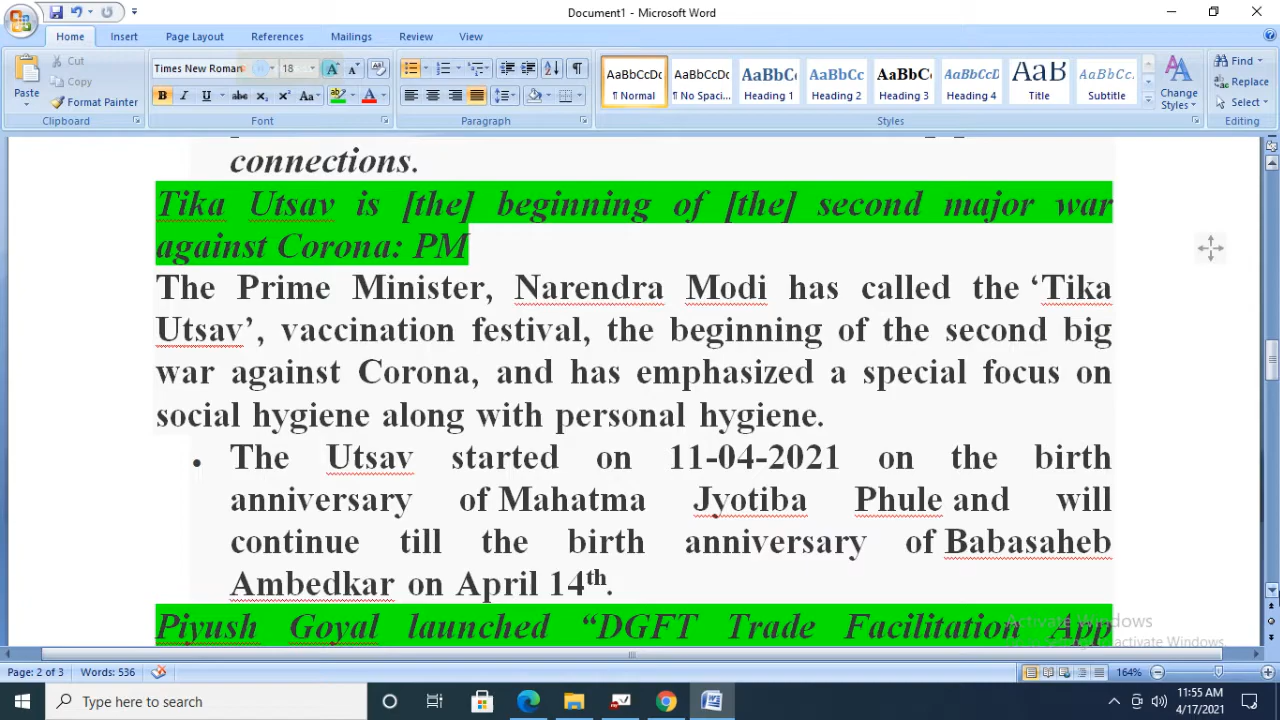 Document1 - Microsoft Word
Home Insert Page Layout References Mailings Review View
Paste Cut Copy Format Painter Clipboard
Times New Roman 18
Font
Paragraph
AaBbCcDc AaBbCcDc AaBbC AaBbCc AaBbCc AaBbCcD AaB AaBbCc.
¶ Normal ¶ No Spaci... Heading 1 Heading 2 Heading 3 Heading 4 Title Subtitle
Change Styles
Styles
Find Replace Select Editing
connections.
Tika Utsav is [the] beginning of [the] second major war
against Corona: PM
The Prime Minister, Narendra Modi has called the ‘Tika
Utsav’, vaccination festival, the beginning of the second big
war against Corona, and has emphasized a special focus on
social hygiene along with personal hygiene.
• The Utsav started on 11-04-2021 on the birth
anniversary of Mahatma Jyotiba Phule and will
continue till the birth anniversary of Babasaheb
Ambedkar on April 14th.
Piyush Goyal launched “DGFT Trade Facilitation App
Activate Windows
Page: 2 of 3 Words: 536 164%
Type here to search
11:55 AM
4/17/2021